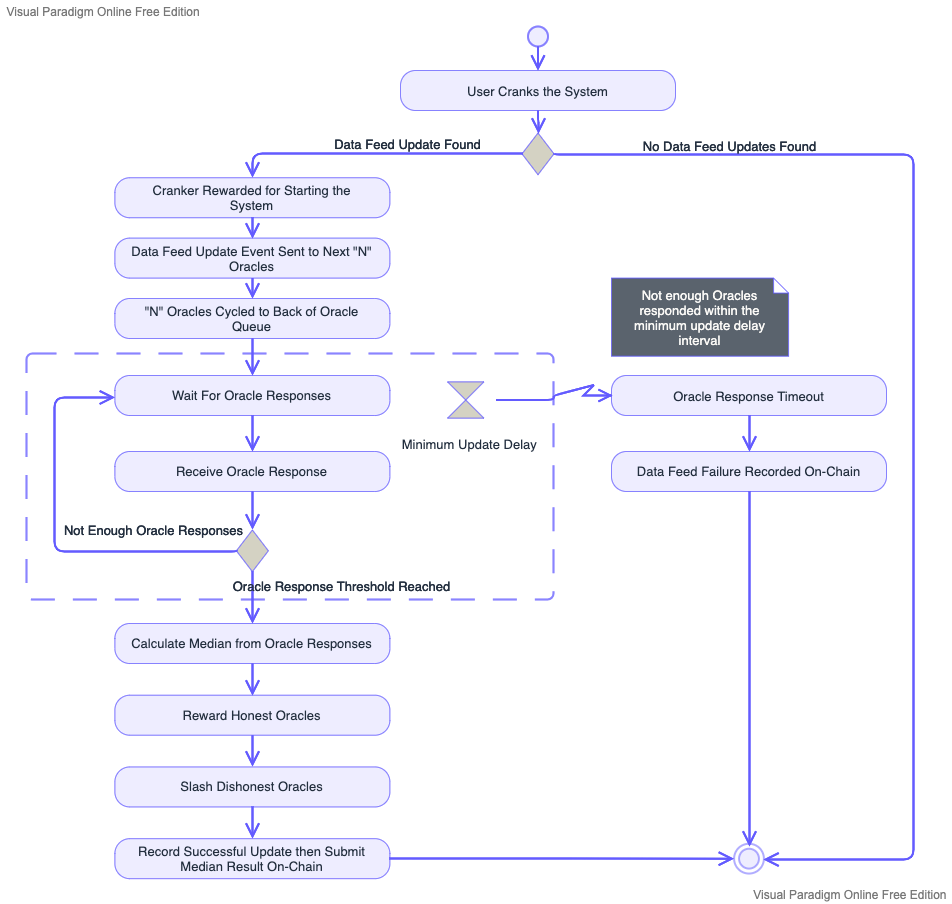 Visual Paradigm Online Free Edition
User Cranks the System
Data Feed Update Found
No Data Feed Updates Found
Cranker Rewarded for Starting the
System
Data Feed Update Event Sent to Next "N"
Oracles
"N" Oracles Cycled to Back of Oracle
Queue
Not enough Oracles
responded within the
minimum update delay
interval
Wait For Oracle Responses
Oracle Response Timeout
Minimum Update Delay
Receive Oracle Response
Data Feed Failure Recorded On-Chain
Not Enough Oracle Responses
Oracle Response Threshold Reached
Calculate Median from Oracle Responses
Reward Honest Oracles
Slash Dishonest Oracles
Record Successful Update then Submit
Median Result On-Chain
Visual Paradigm Online Free Edition